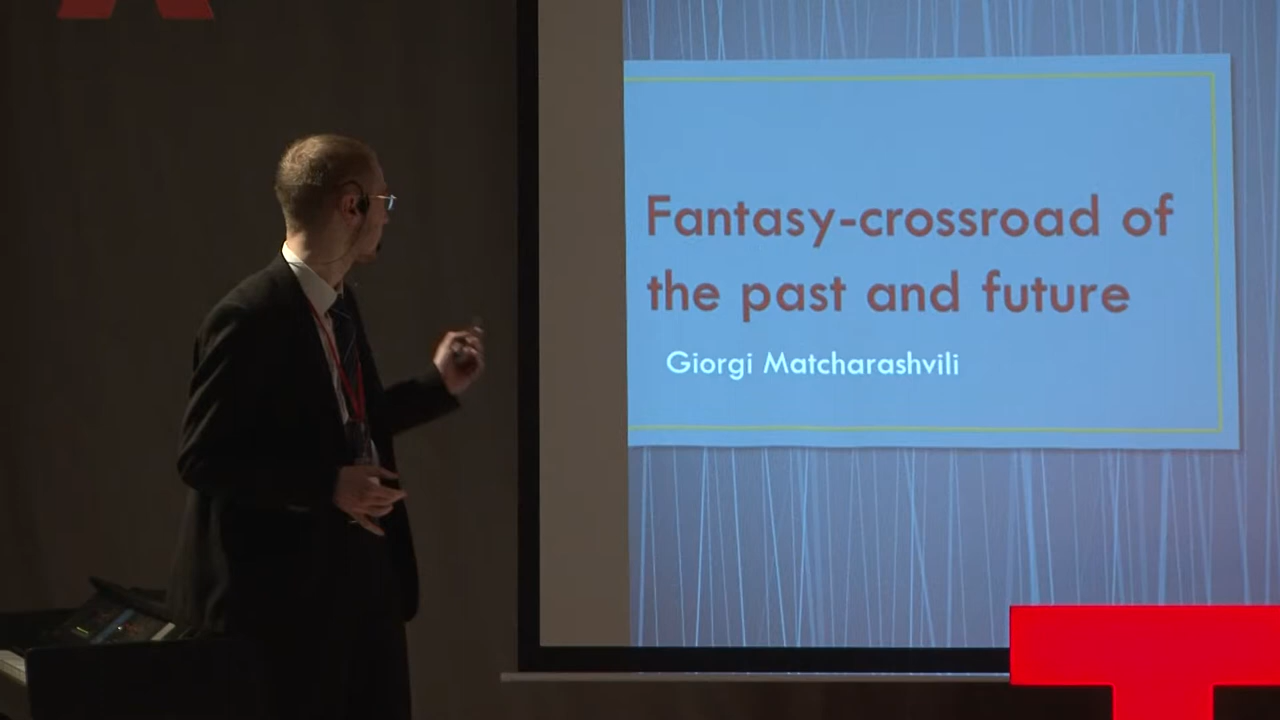 Fantasy-crossroad of
the past and future
Giorgi Matcharashvili
T